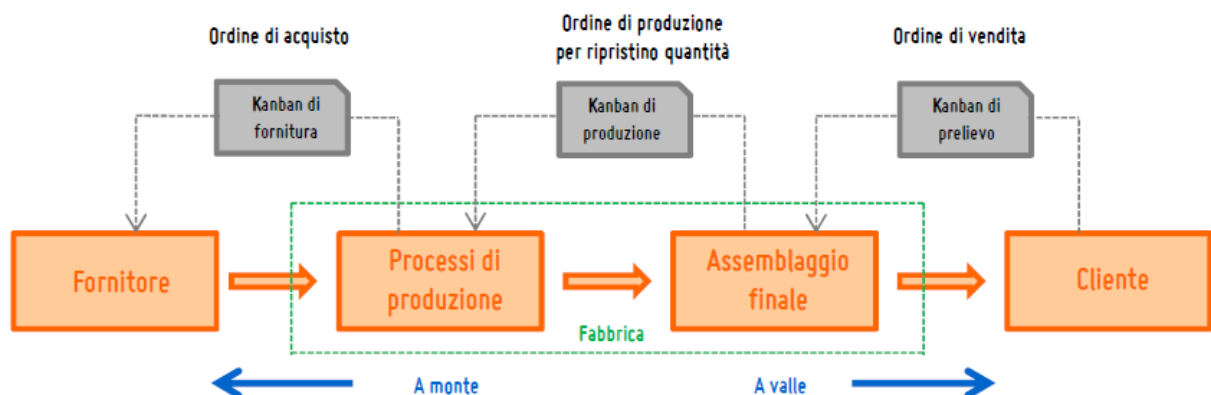 Ordine di acquisto
Ordine di produzione
per ripristino quantità
Ordine di vendita
Kanban di
fornitura
Kanban di
produzione
Kanban di
prelievo
Fornitore
Processi di
produzione
Assemblaggio
finale
Cliente
Fabbrica
A monte
A valle